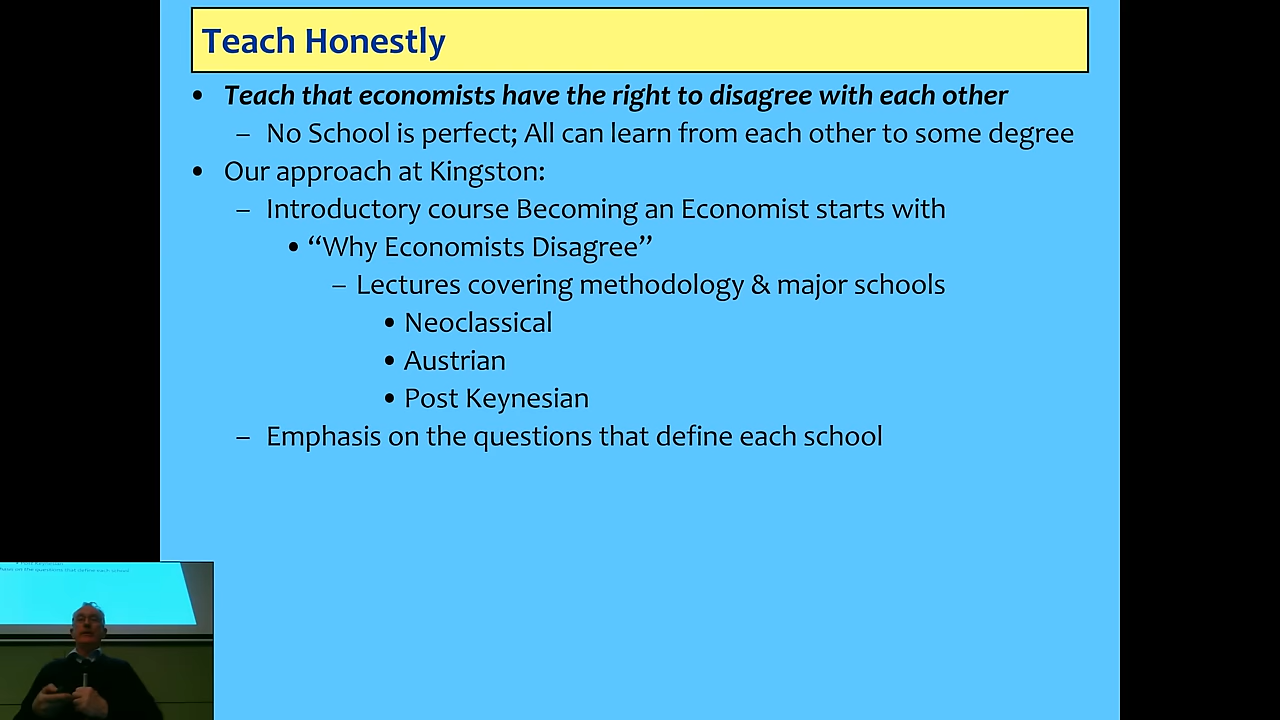 Teach Honestly
• Teach that economists have the right to disagree with each other
– No School is perfect; All can learn from each other to some degree
• Our approach at Kingston:
– Introductory course Becoming an Economist starts with
• “Why Economists Disagree”
– Lectures covering methodology & major schools
• Neoclassical
• Austrian
• Post Keynesian
– Emphasis on the questions that define each school